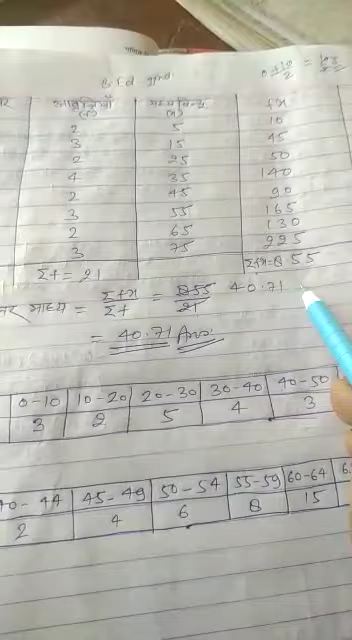 0+10/2 = 10/2
आवृत्तियाँ मध्यबिन्दु fx
(f) (x)
2 5 10
3 15 45
2 25 50
4 35 140
2 45 90
3 55 165
2 65 130
3 75 225
Σf = 21 Σfx = 855
माध्य = Σfx/Σf = 855/21 40.71
= 40.71 Ans.
0-10 10-20 20-30 30-40 40-50
3 2 5 4 3
40-44 45-49 50-54 55-59 60-64
2 4 6 8 15